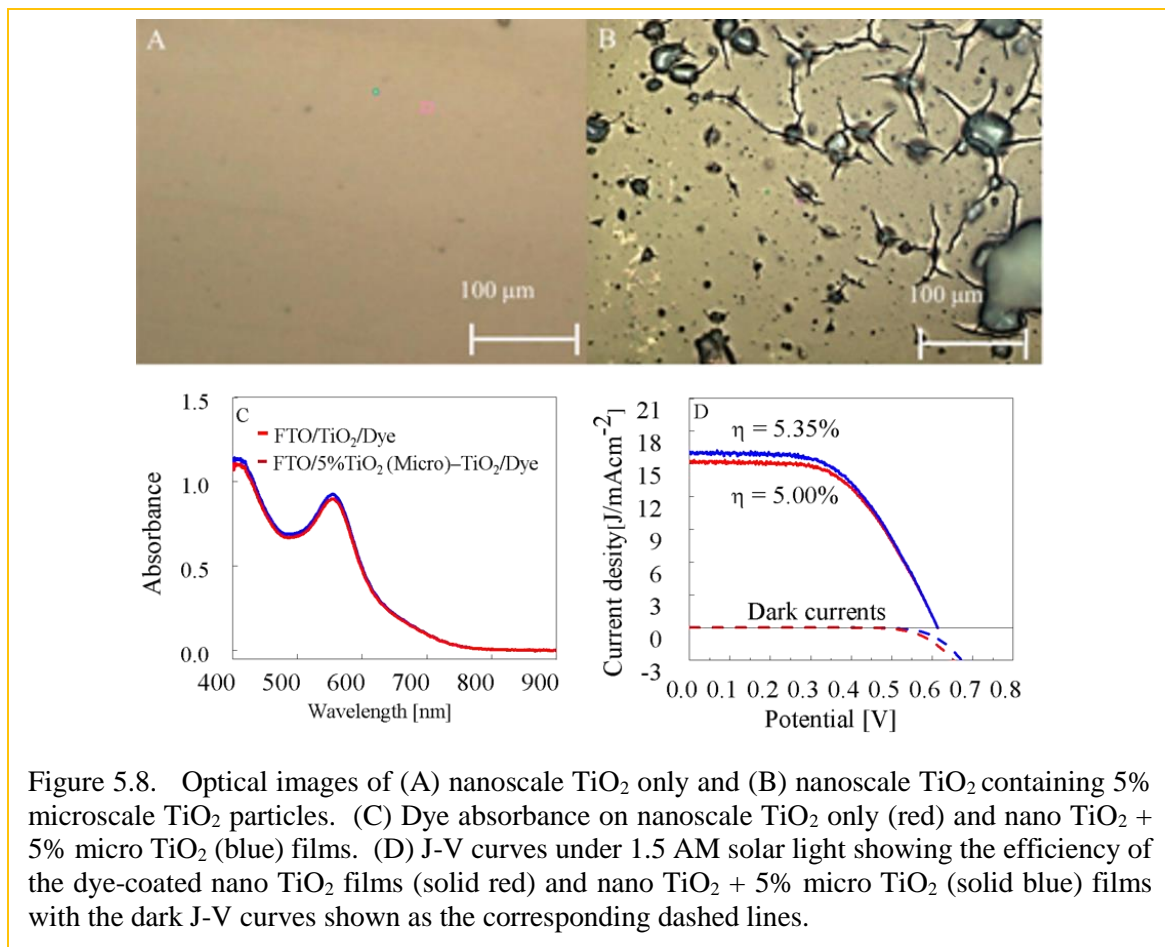 A
B
100 μm
100 μm
1.5
1.0
0.5
0.0
Absorbance
C
FTO/TiO₂/Dye
FTO/5%TiO₂ (Micro)–TiO₂/Dye
400 500 600 700 800 900
Wavelength [nm]
21
18
15
12
9
6
3
0
-3
Current desity[J/mAcm⁻²]
D
η = 5.35%
η = 5.00%
Dark currents
0.0 0.1 0.2 0.3 0.4 0.5 0.6 0.7 0.8
Potential [V]
Figure 5.8. Optical images of (A) nanoscale TiO₂ only and (B) nanoscale TiO₂ containing 5%
microscale TiO₂ particles. (C) Dye absorbance on nanoscale TiO₂ only (red) and nano TiO₂ +
5% micro TiO₂ (blue) films. (D) J-V curves under 1.5 AM solar light showing the efficiency of
the dye-coated nano TiO₂ films (solid red) and nano TiO₂ + 5% micro TiO₂ (solid blue) films
with the dark J-V curves shown as the corresponding dashed lines.